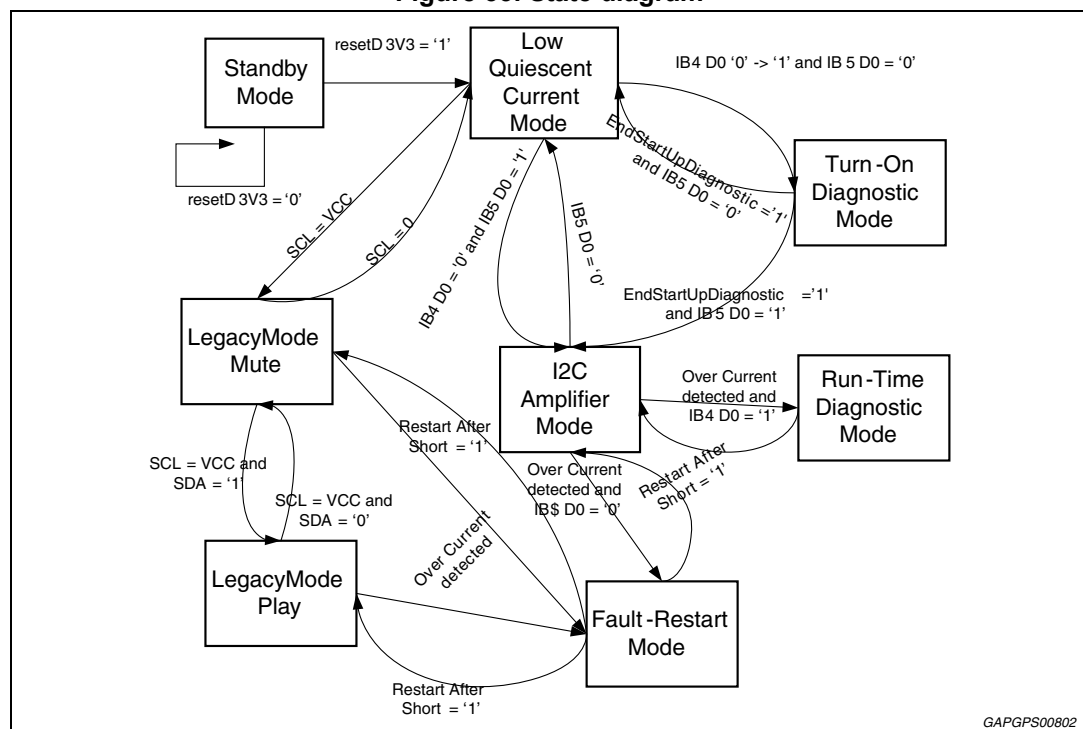 Standby
Mode
resetD 3V3 = ‘1’
resetD 3V3 = ‘0’
Low
Quiescent
Current
Mode
IB4 D0 ‘0’ -> ‘1’ and IB 5 D0 = ‘0’
EndStartUpDiagnostic ='1'
and IB5 D0 = ‘0’
Turn-On
Diagnostic
Mode
SCL = VCC
SCL = 0
IB4 D0 = ‘0’ and IB5 D0 = ‘1’
IB5 D0 = ‘0’
EndStartUpDiagnostic ='1'
and IB 5 D0 = ‘1’
LegacyMode
Mute
I2C
Amplifier
Mode
Over Current
detected and
IB4 D0 = ‘1’
Run-Time
Diagnostic
Mode
Restart After
Short = ‘1’
Over Current
detected and
IB$ D0 = ‘0’
Restart After
Short = ‘1’
SCL = VCC and
SDA = ‘1’
SCL = VCC and
SDA = ‘0’
Over Current
detected
LegacyMode
Play
Fault-Restart
Mode
Restart After
Short = ‘1’
GAPGPS00802